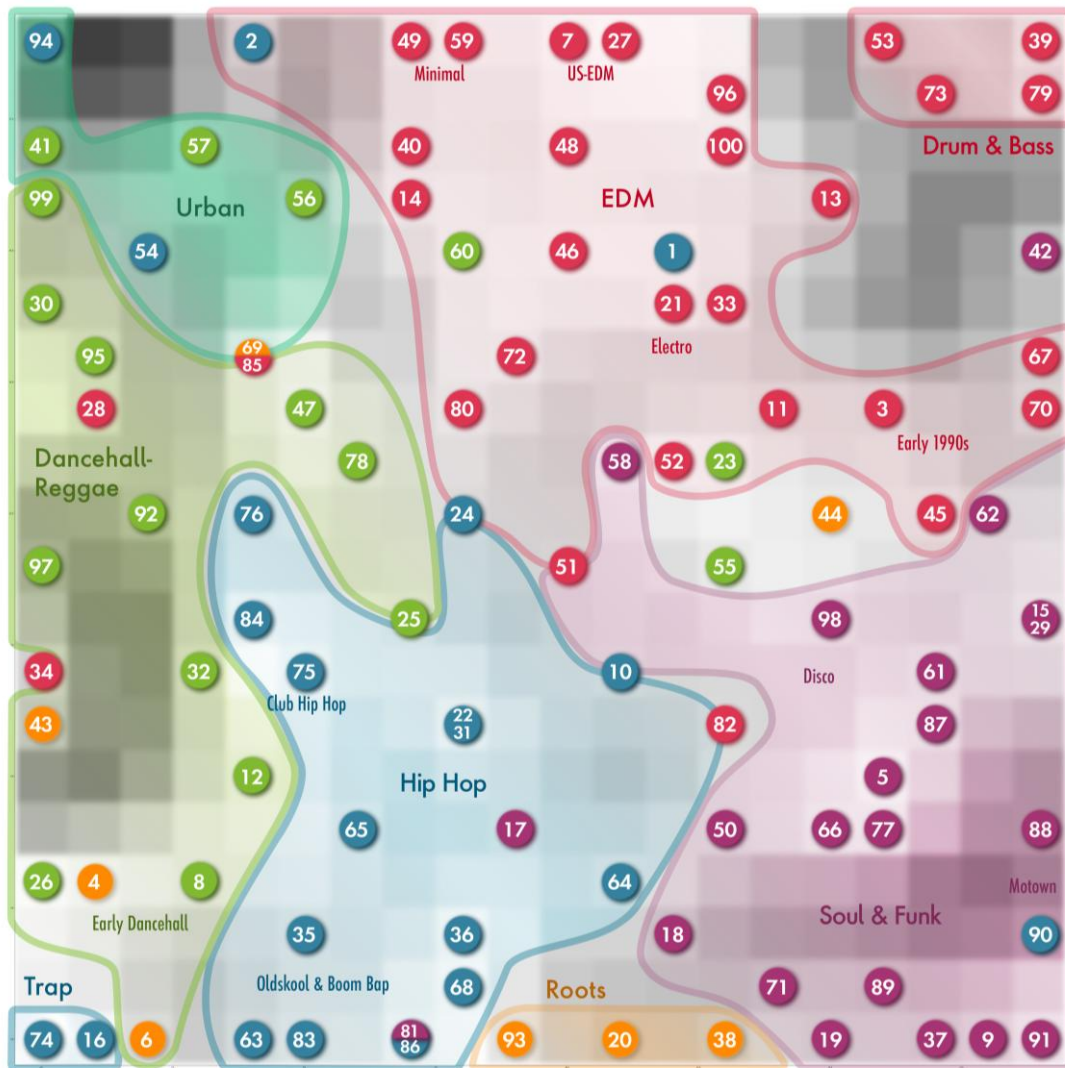 94 2 49 59 7 27 53 39
Minimal US-EDM
96 73 79
41 57 40 48 100 Drum & Bass
99 Urban 56 14 EDM 13
54 60 46 1 42
30 21 33
Electro
95 69 72 67
85
28 47 80 11 3 70
Early 1990s
Dancehall- 78 58 52 23
Reggae
92 76 24 44 45 62
97 51 55
84 25 98 15
29
34 32 75 10 Disco 61
Club Hip Hop
43 22 82 87
31
12 Hip Hop 5
65 17 50 66 77 88
26 4 8 64 Motown
Early Dancehall 35 36 18 Soul & Funk 90
Trap Oldskool & Boom Bap 68 Roots 71 89
74 16 6 63 83 81 93 20 38 19 37 9 91
86